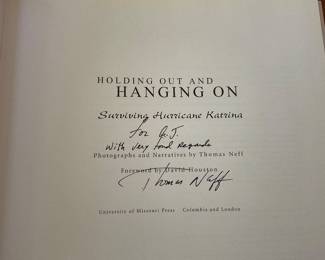 HOLDING OUT AND
HANGING ON
Surviving Hurricane Katrina
for A.J.
With very fond regards
Photographs and Narratives by Thomas Neff
Foreword by David Houston
Thomas Neff
University of Missouri Press Columbia and London